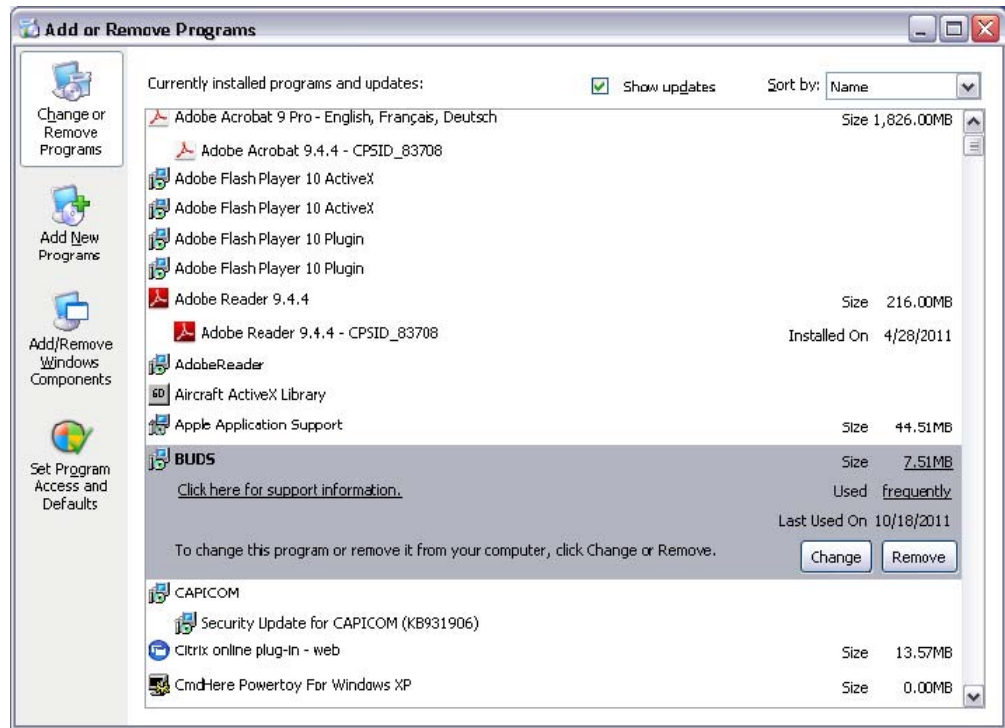 Add or Remove Programs
Change or Remove Programs
Add New Programs
Add/Remove Windows Components
Set Program Access and Defaults
Currently installed programs and updates:
Show updates
Sort by: Name
Adobe Acrobat 9 Pro - English, Français, Deutsch Size 1,826.00MB
Adobe Acrobat 9.4.4 - CPSID_83708
Adobe Flash Player 10 ActiveX
Adobe Flash Player 10 ActiveX
Adobe Flash Player 10 Plugin
Adobe Flash Player 10 Plugin
Adobe Reader 9.4.4 Size 216.00MB
Adobe Reader 9.4.4 - CPSID_83708 Installed On 4/28/2011
AdobeReader
6D Aircraft ActiveX Library
Apple Application Support Size 44.51MB
BUDS Size 7.51MB
Click here for support information. Used frequently
Last Used On 10/18/2011
To change this program or remove it from your computer, click Change or Remove. Change Remove
CAPICOM
Security Update for CAPICOM (KB931906)
Citrix online plug-in - web Size 13.57MB
CmdHere Powertoy For Windows XP Size 0.00MB